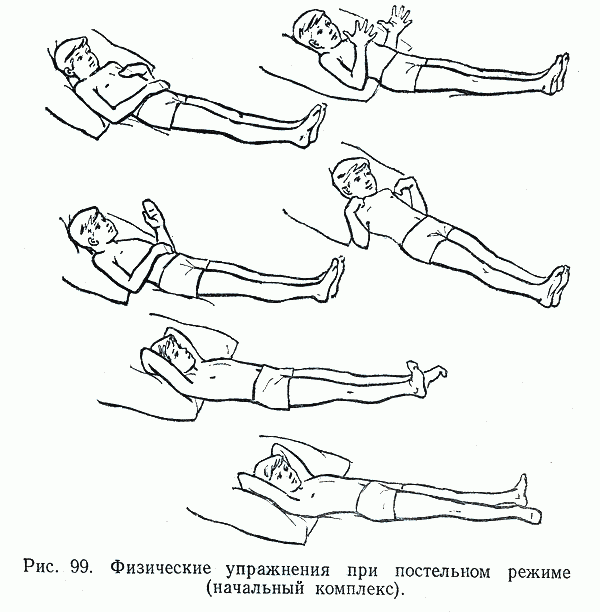 Рис. 99. Физические упражнения при постельном режиме
(начальный комплекс).